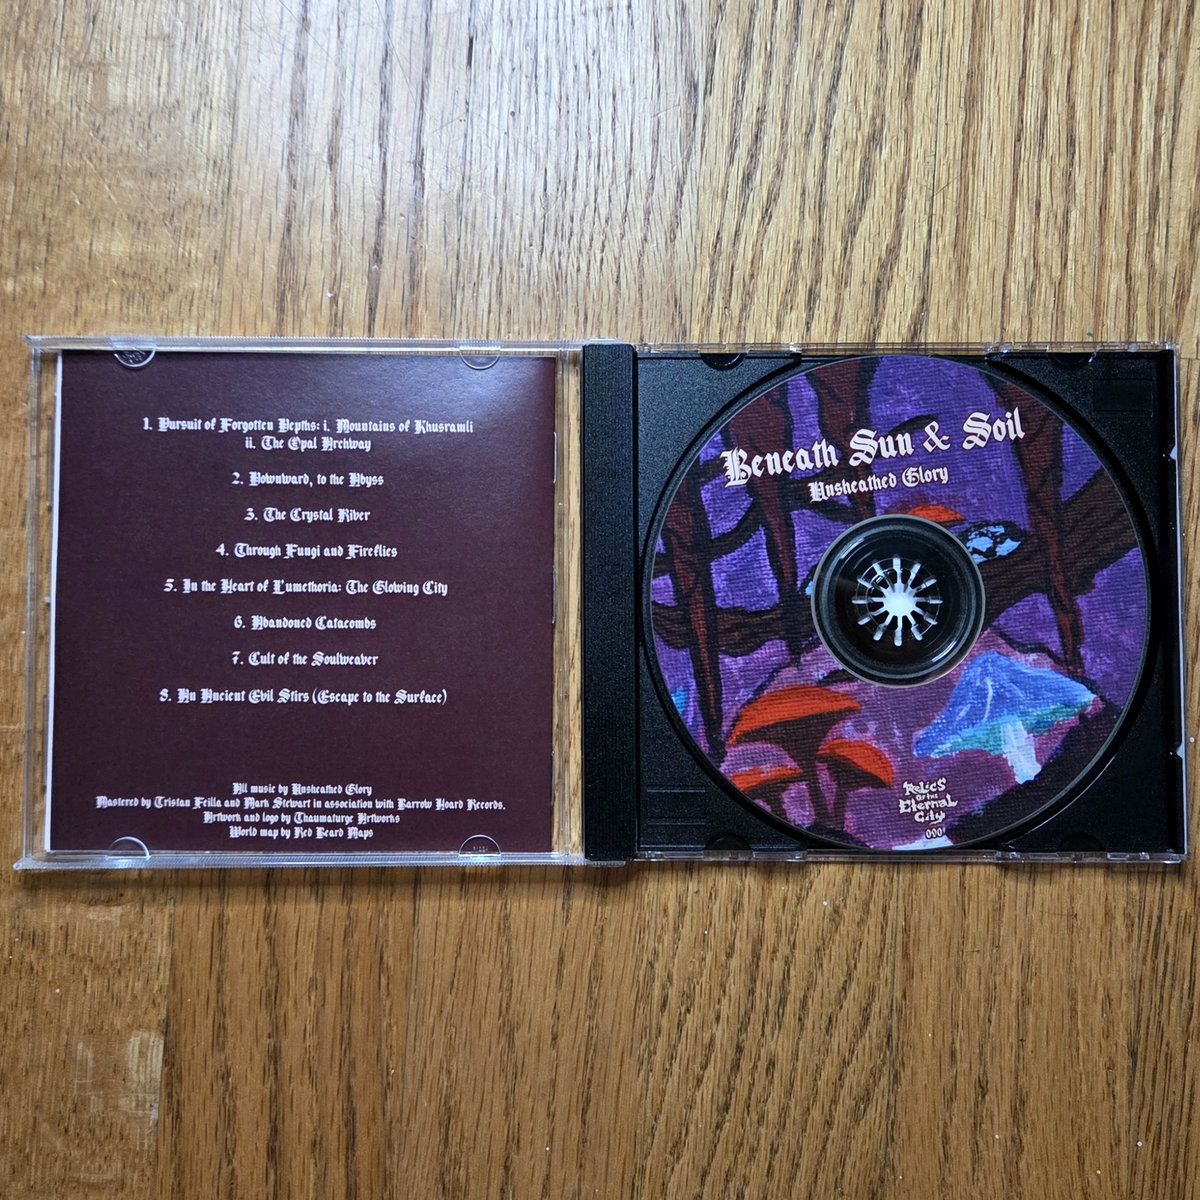 1. Pursuit of Forgotten Depths: i. Mountains of Khusramli
ii. The Opal Archway
2. Downward, to the Abyss
3. The Crystal River
4. Through Fungi and Fireflies
5. In the Heart of Lumethoria: The Glowing City
6. Abandoned Catacombs
7. Cult of the Soulweaver
8. An Ancient Evil Stirs (Escape to the Surface)
All music by Unsheathed Glory
Mastered by Tristan Feilla and Mark Stewart in association with Barrow Hoard Records.
Artwork and logo by Thaumaturge Artworks
World map by Red Beard Maps
Beneath Sun & Soil
Unsheathed Glory
Relics
of the
Eternal
City
090